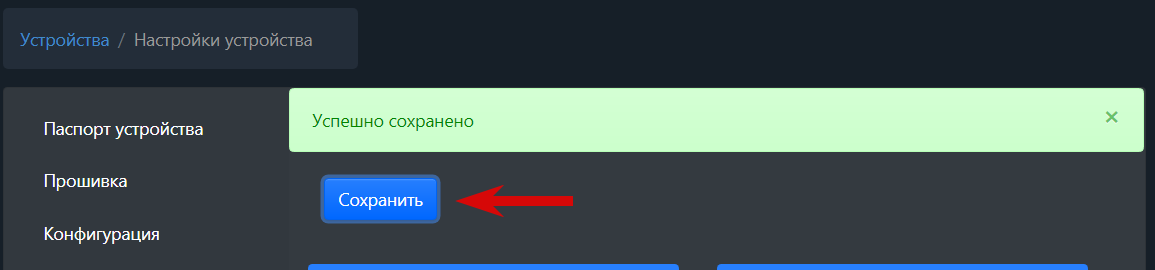 Устройства / Настройки устройства
Успешно сохранено ×
Паспорт устройства
Прошивка
Сохранить
Конфигурация